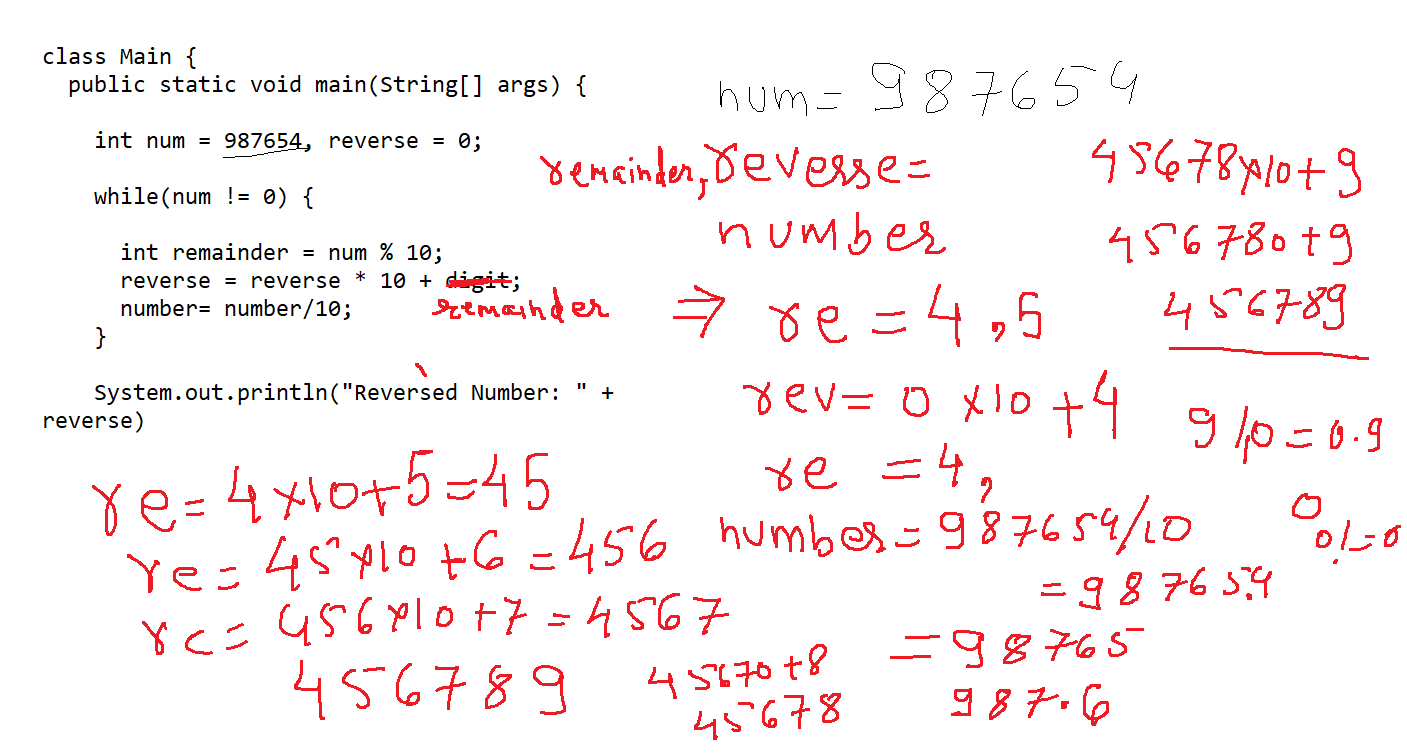 class Main {
public static void main(String[] args) {
int num = 987654, reverse = 0;
while(num != 0) {
int remainder = num % 10;
reverse = reverse * 10 + digit;
number= number/10;
remainder
}
System.out.println("Reversed Number: " +
reverse)
re= 4×10+5=45
re= 45×10+6=456
re= 456×10+7=4567
456789
45670+8
45678
num= 987654
remainder, reverse=
number
⇒ re=4,5
rev= 0×10+4
re =4,
number=987654/10
=98765.4
=98765
987.6
45678×10+9
456780+9
456789
9/10=0.9
0
0!=0